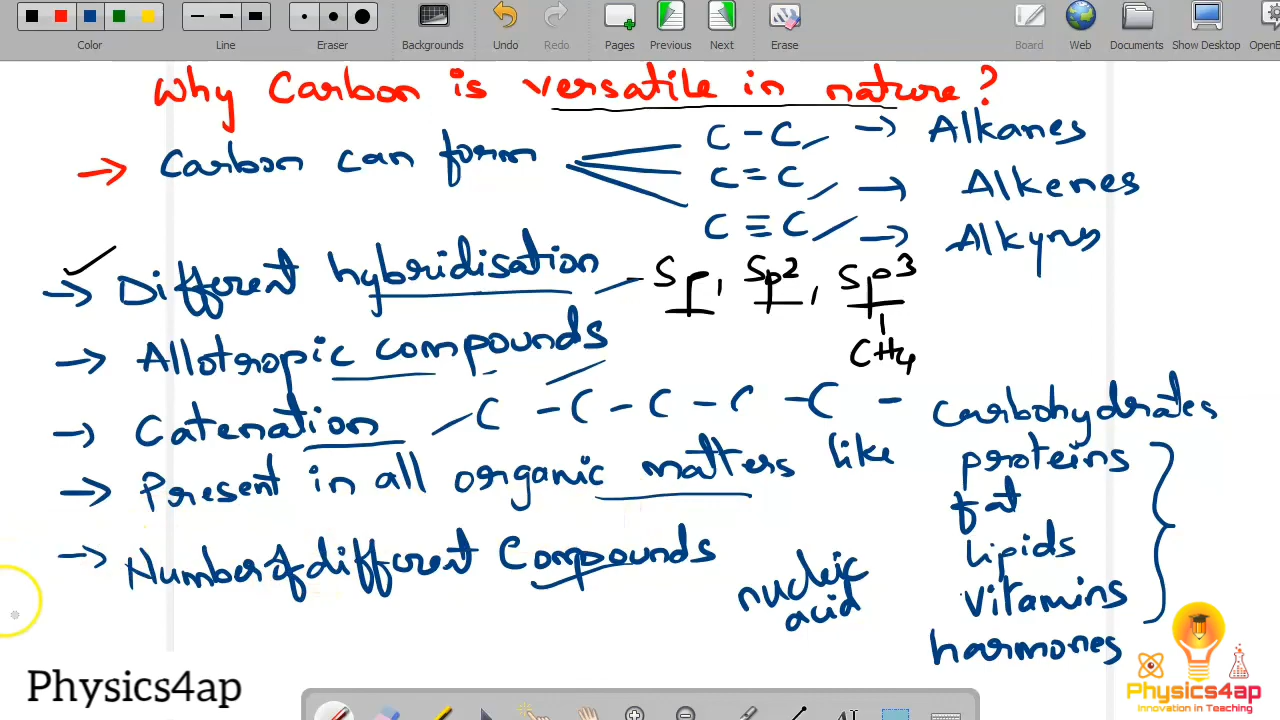 Color Line Eraser Backgrounds Undo Redo Pages Previous Next Erase Board Web Documents Show Desktop OpenB
Why Carbon is versatile in nature?
→ Carbon can form C - C → Alkanes
C = C → Alkenes
C ≡ C → Alkyns
→ Different hybridisation - sp, sp2, sp3
CH4
→ Allotropic compounds
→ Catenation - C - C - C - C - C -
→ Present in all organic matters like Carbohydrates
proteins
fat
lipids
vitamins
hormones
nucleic
acid
→ Number of different Compounds
Physics4ap
Physics4ap
Innovation in Teaching